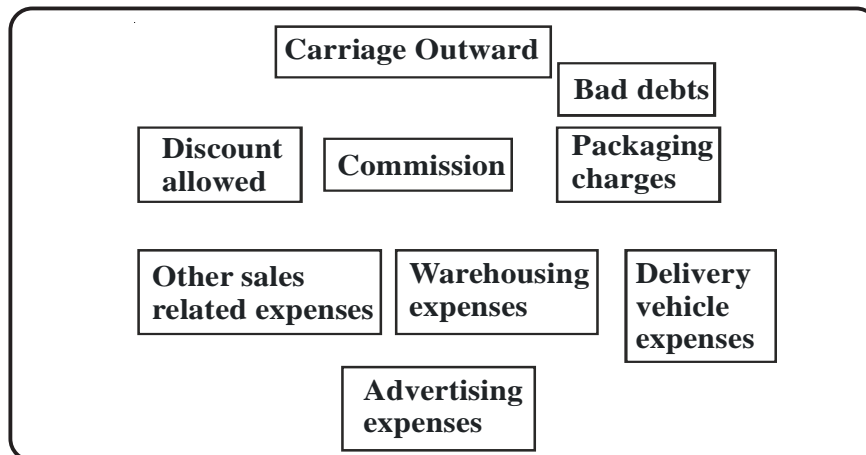 Carriage Outward
Bad debts
Discount
allowed
Commission
Packaging
charges
Other sales
related expenses
Warehousing
expenses
Delivery
vehicle
expenses
Advertising
expenses